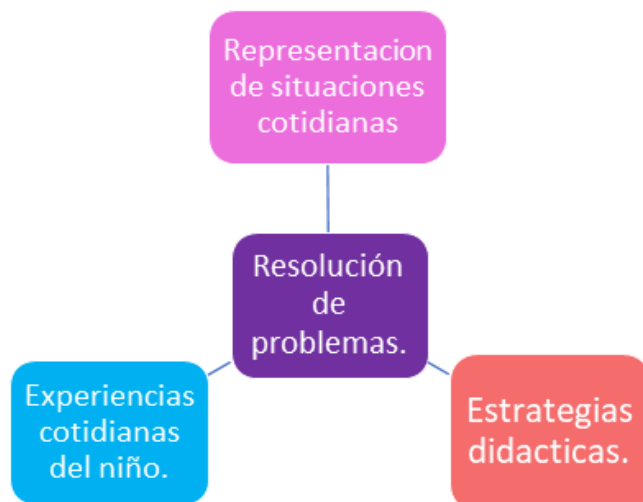 Representacion
de situaciones
cotidianas
Resolución
de
problemas.
Experiencias
cotidianas
del niño.
Estrategias
didacticas.